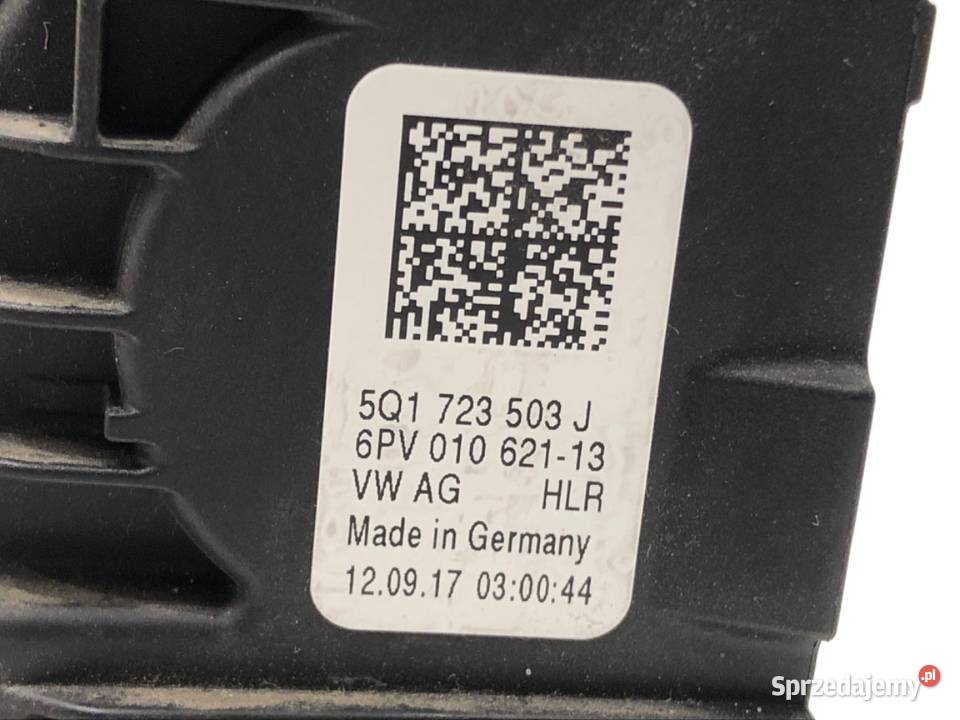 5Q1 723 503 J
6PV 010 621-13
VW AG HLR
Made in Germany
12.09.17 03:00:44
Sprzedajemy.pl